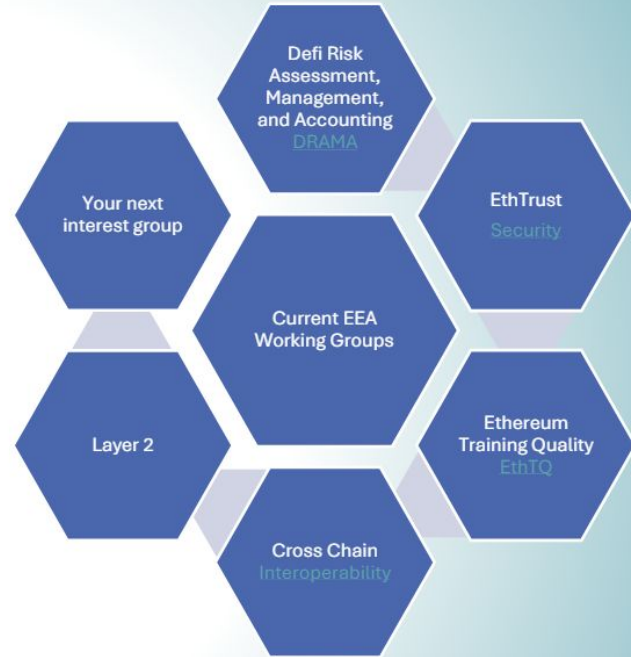 Defi Risk
Assessment,
Management,
and Accounting
DRAMA
EthTrust
Security
Your next
interest group
Current EEA
Working Groups
Ethereum
Training Quality
EthTQ
Layer 2
Cross Chain
Interoperability